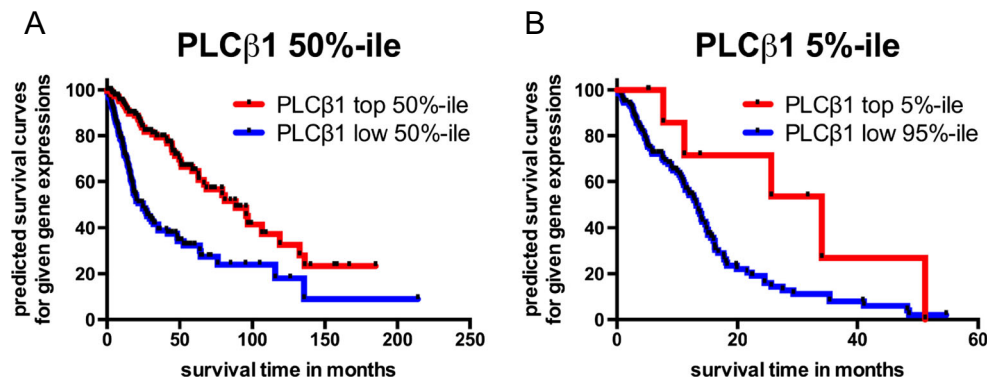 A
PLCβ1 50%-ile
predicted survival curves
for given gene expressions
100
80
60
40
20
0
PLCβ1 top 50%-ile
PLCβ1 low 50%-ile
0 50 100 150 200 250
survival time in months
B
PLCβ1 5%-ile
predicted survival curves
for given gene expressions
100
80
60
40
20
0
PLCβ1 top 5%-ile
PLCβ1 low 95%-ile
0 20 40 60
survival time in months